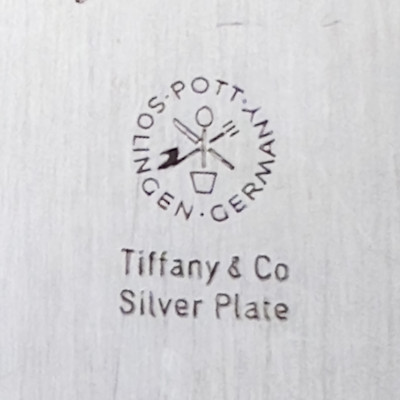 POTT · SOLINGEN · GERMANY ·
Tiffany & Co
Silver Plate